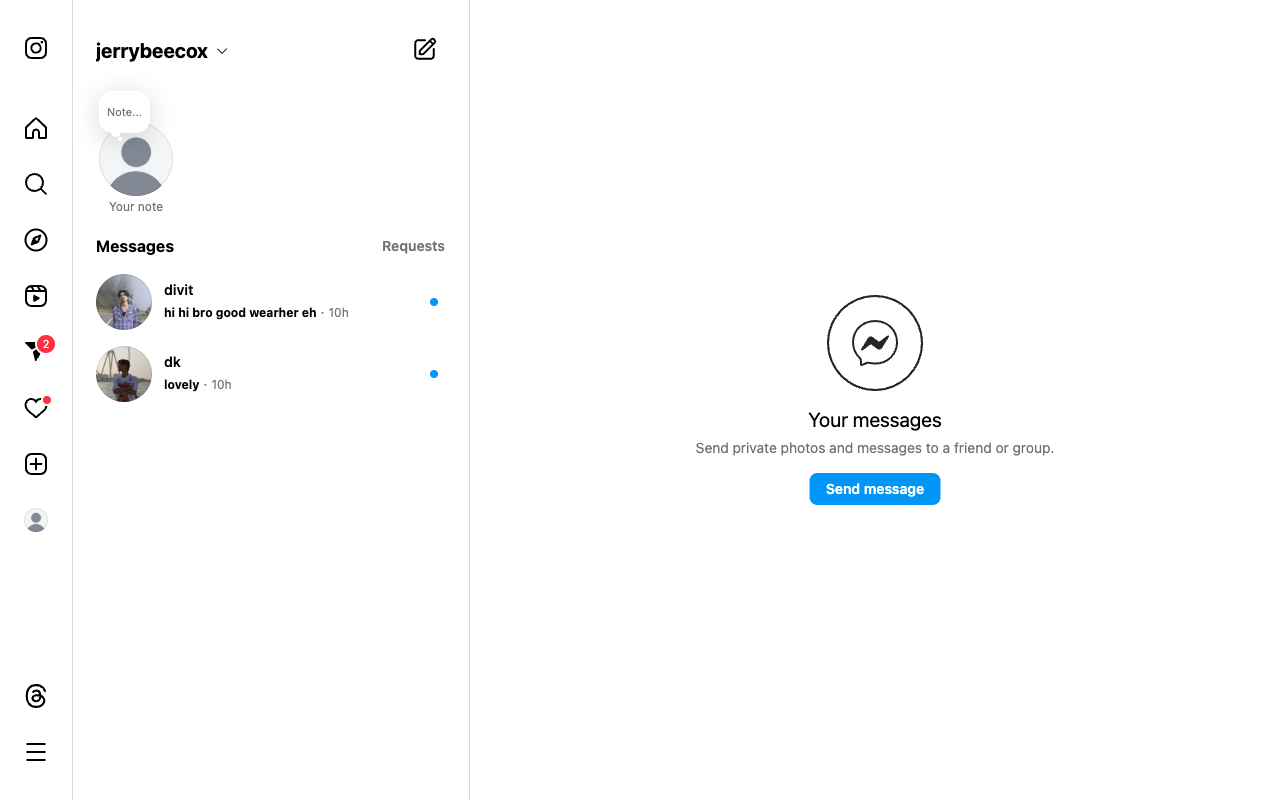 jerrybeecox
Note...
Your note
Messages
Requests
divit
hi hi bro good wearher eh · 10h
dk
lovely · 10h
2
Your messages
Send private photos and messages to a friend or group.
Send message